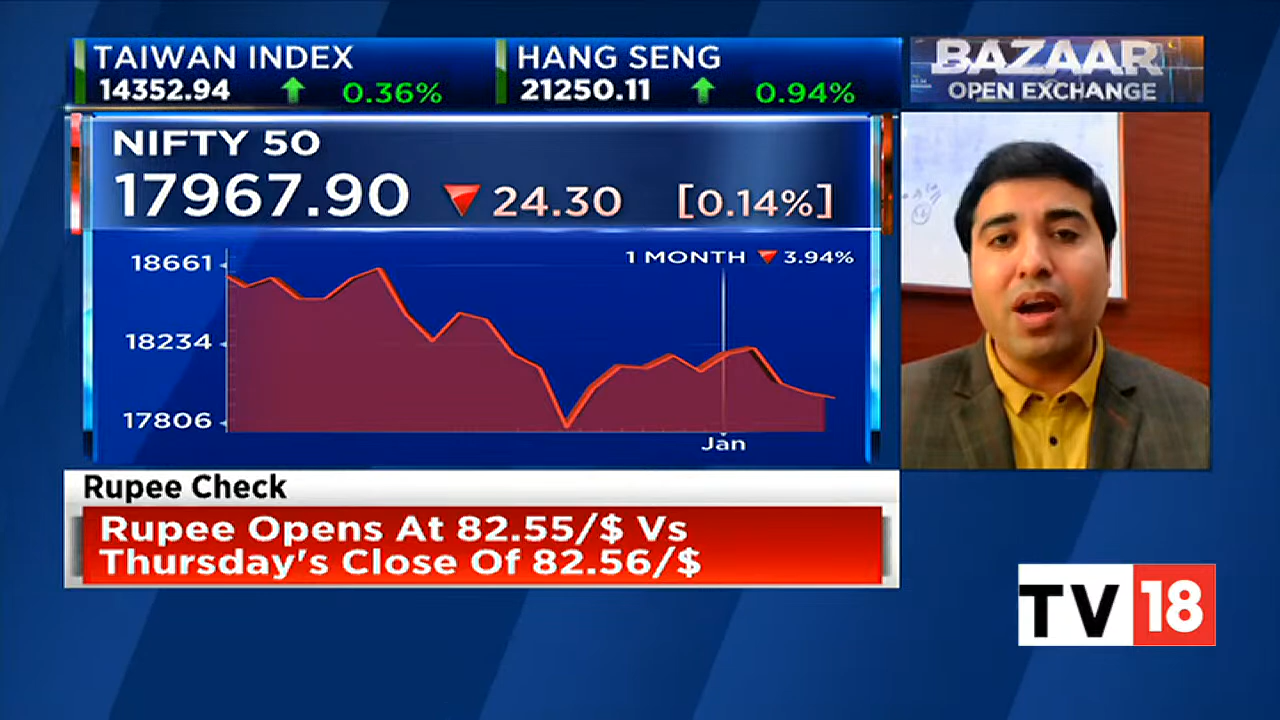 TAIWAN INDEX
14352.94 0.36%
HANG SENG
21250.11 0.94%
BAZAAR
OPEN EXCHANGE
NIFTY 50
17967.90 24.30 [0.14%]
1 MONTH 3.94%
18661
18234
17806
Jan
Rupee Check
Rupee Opens At 82.55/$ Vs
Thursday's Close Of 82.56/$
TV 18